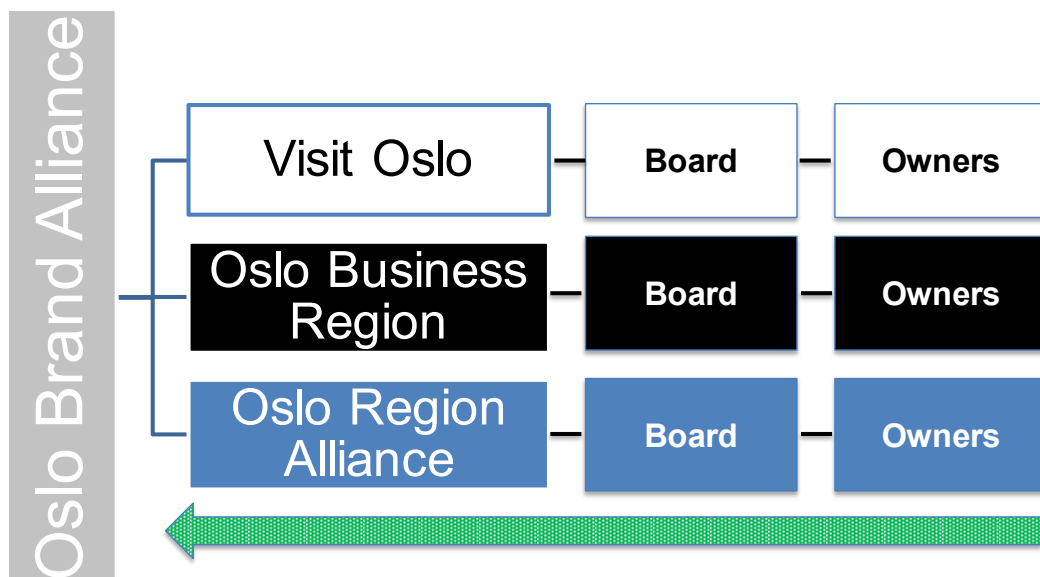 Oslo Brand Alliance
Visit Oslo
Board
Owners
Oslo Business
Region
Board
Owners
Oslo Region
Alliance
Board
Owners